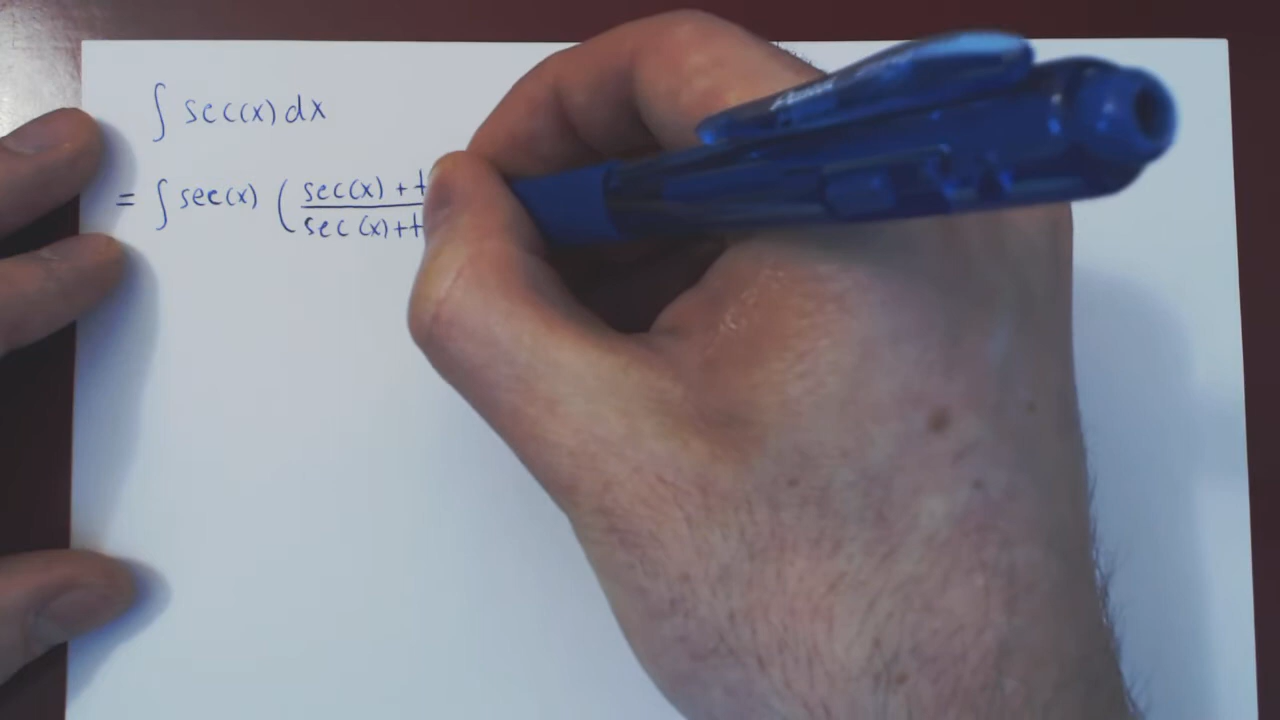 ∫ sec(x) dx
= ∫ sec(x) ( sec(x) + t / sec(x) + t